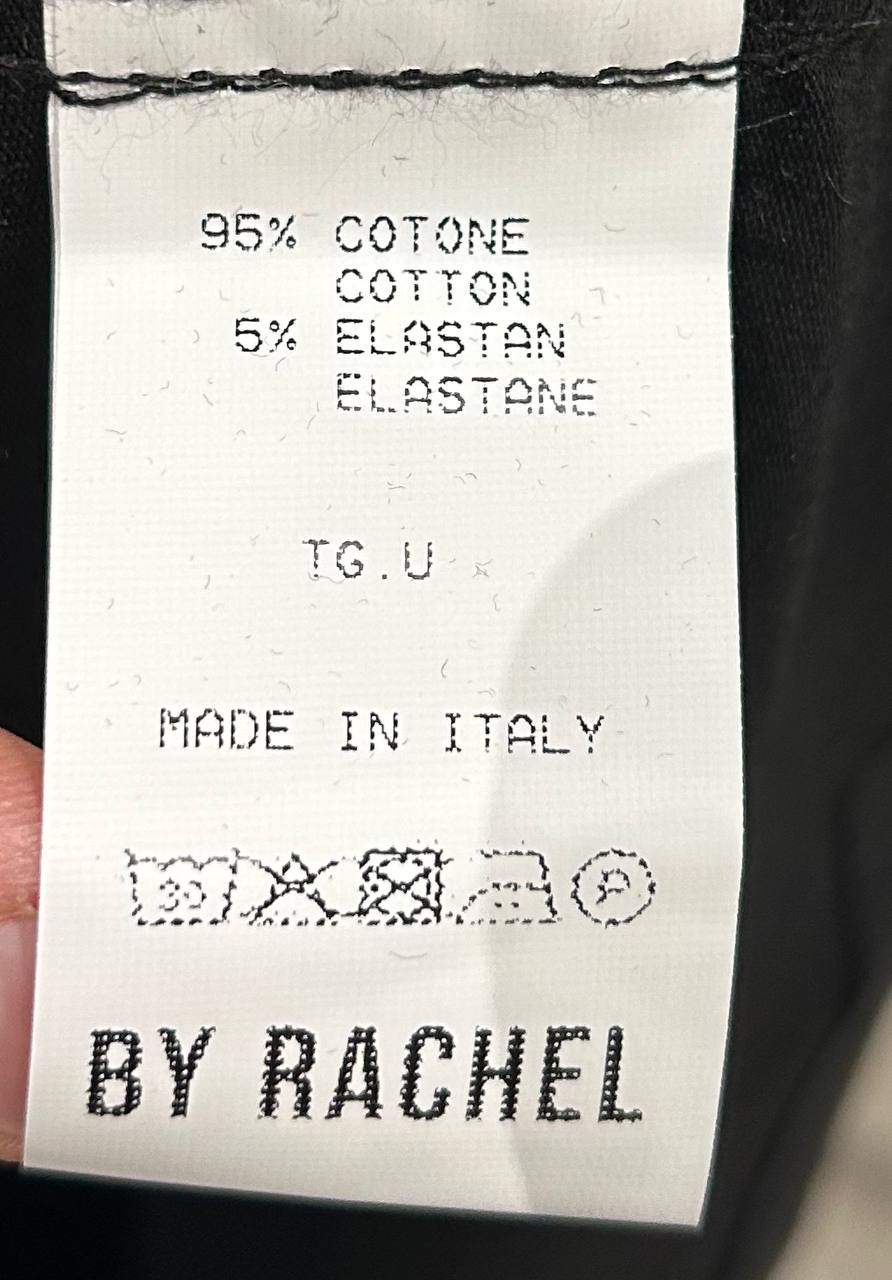 95% COTONE
COTTON
5% ELASTAN
ELASTANE
TG.U
MADE IN ITALY
30 P
BY RACHEL